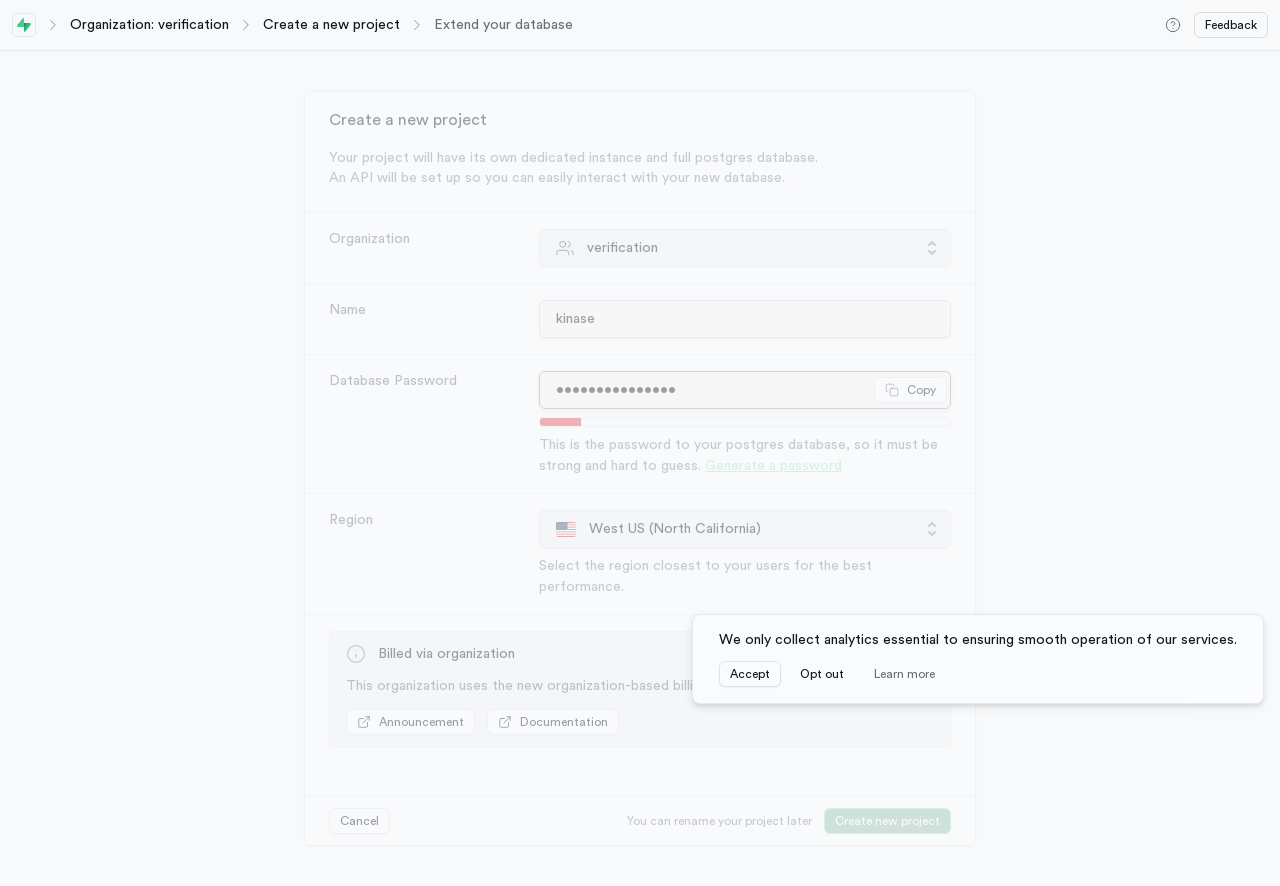 Organization: verification
Create a new project
Extend your database
Feedback
Create a new project
Your project will have its own dedicated instance and full postgres database.
An API will be set up so you can easily interact with your new database.
Organization
verification
Name
kinase
Database Password
•••••••••••••••
Copy
This is the password to your postgres database, so it must be
strong and hard to guess. Generate a password
Region
West US (North California)
Select the region closest to your users for the best
performance.
We only collect analytics essential to ensuring smooth operation of our services.
Accept
Opt out
Learn more
Billed via organization
This organization uses the new organization-based
Announcement
Documentation
Cancel
You can rename your project later
Create new project